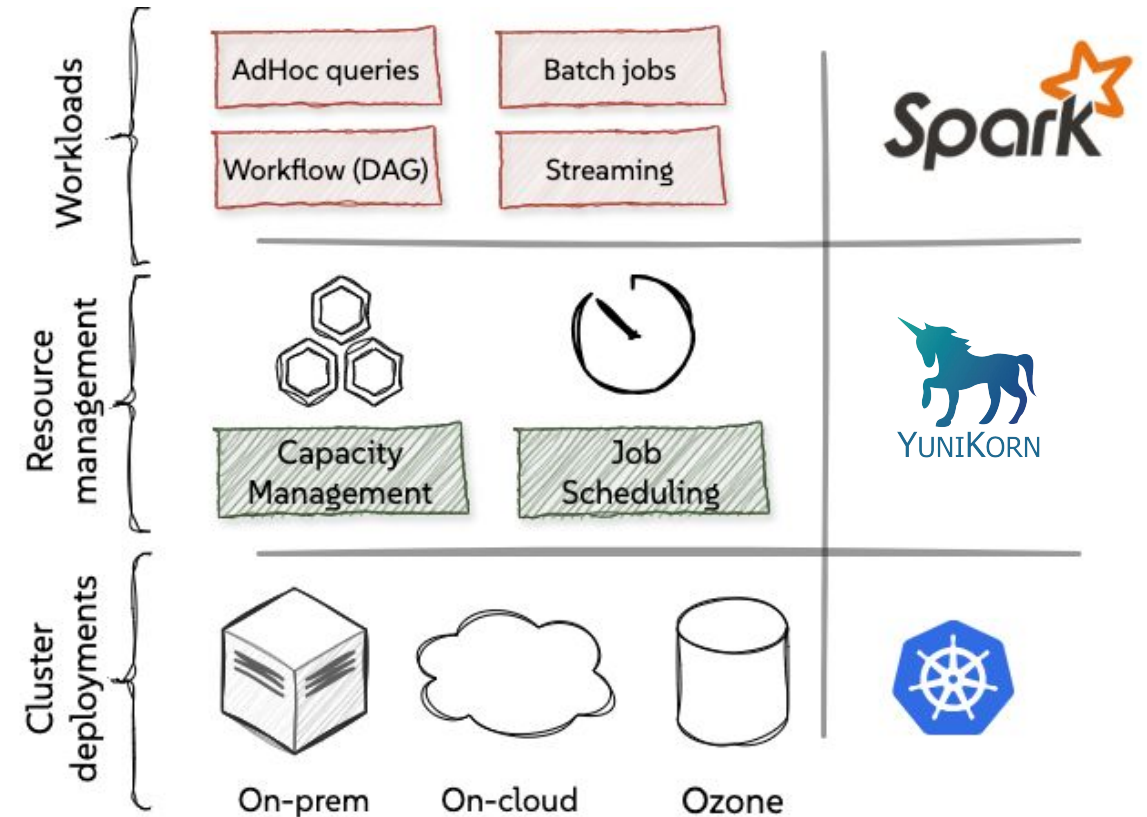 Workloads
AdHoc queries
Batch jobs
Workflow (DAG)
Streaming
Spark
Resource
management
Capacity
Management
Job
Scheduling
YUNIKORN
Cluster
deployments
On-prem
On-cloud
Ozone